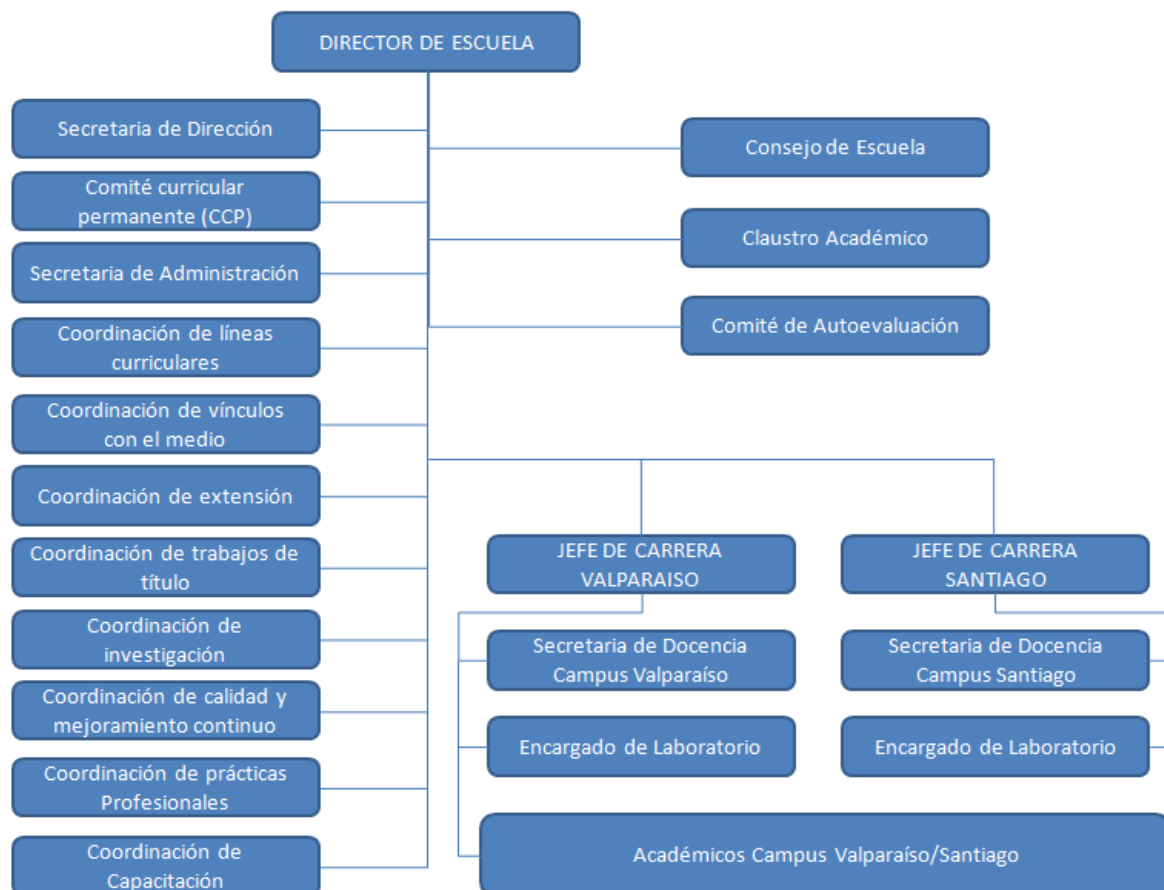 DIRECTOR DE ESCUELA
Secretaria de Dirección
Comité curricular
permanente (CCP)
Secretaria de Administración
Coordinación de líneas
curriculares
Coordinación de vínculos
con el medio
Coordinación de extensión
Coordinación de trabajos de
título
Coordinación de
investigación
Coordinación de calidad y
mejoramiento continuo
Coordinación de prácticas
Profesionales
Coordinación de
Capacitación
Consejo de Escuela
Claustro Académico
Comité de Autoevaluación
JEFE DE CARRERA
VALPARAISO
Secretaria de Docencia
Campus Valparaíso
Encargado de Laboratorio
JEFE DE CARRERA
SANTIAGO
Secretaria de Docencia
Campus Santiago
Encargado de Laboratorio
Académicos Campus Valparaíso/Santiago